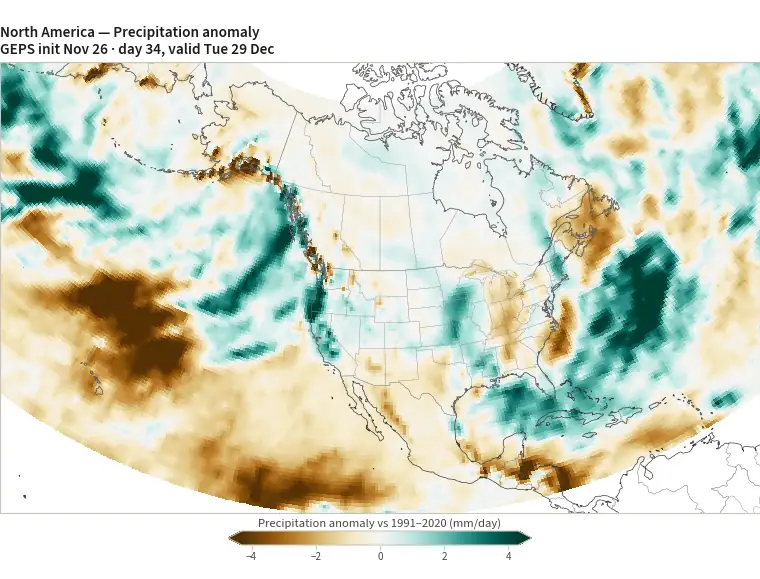 North America — Precipitation anomaly
GEPS init Nov 26 · day 34, valid Tue 29 Dec
Precipitation anomaly vs 1991–2020 (mm/day)
−4 −2 0 2 4